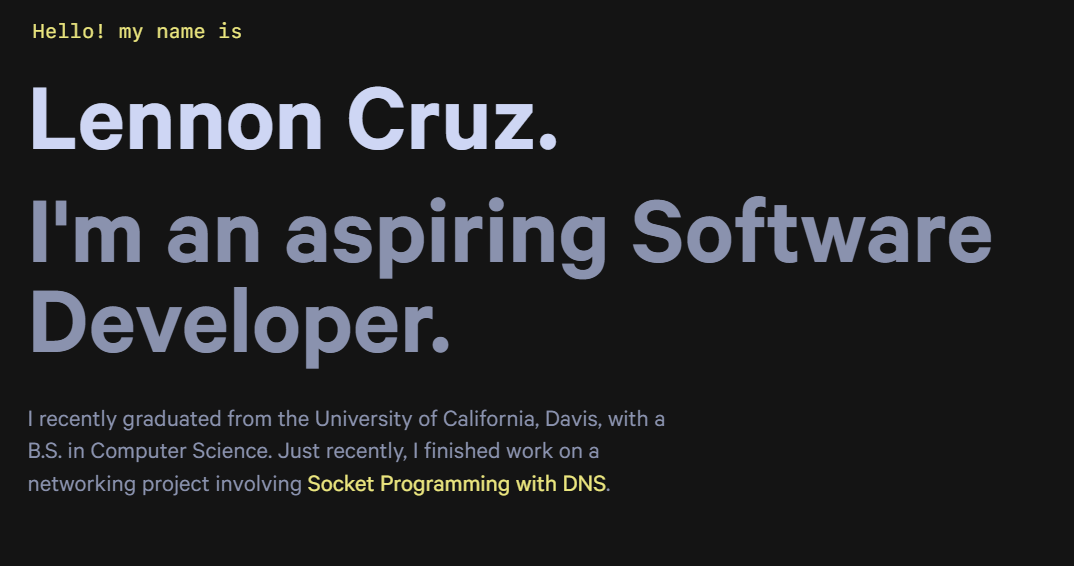 Hello! my name is
Lennon Cruz.
I'm an aspiring Software
Developer.
I recently graduated from the University of California, Davis, with a
B.S. in Computer Science. Just recently, I finished work on a
networking project involving Socket Programming with DNS.